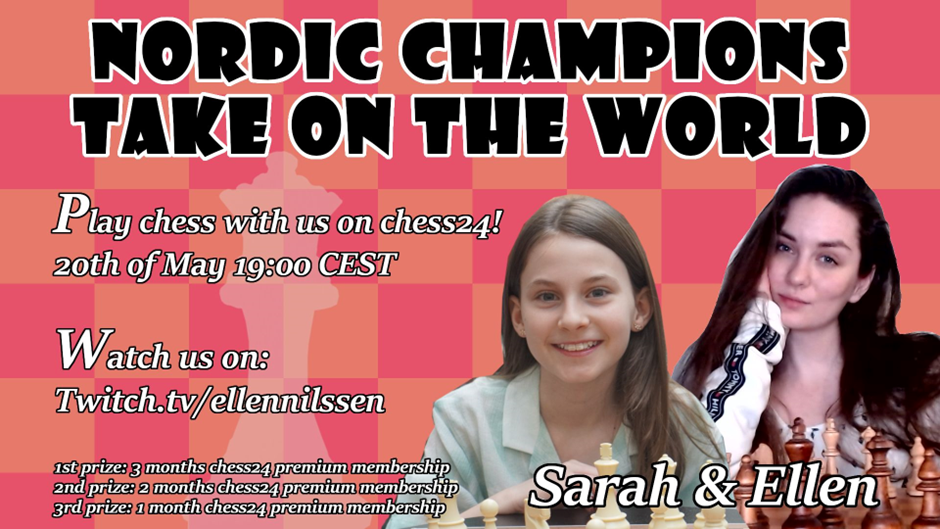 NORDIC CHAMPIONS
TAKE ON THE WORLD
Play chess with us on chess24!
20th of May 19:00 CEST
Watch us on:
Twitch.tv/ellennilssen
1st prize: 3 months chess24 premium membership
2nd prize: 2 months chess24 premium membership
3rd prize: 1 month chess24 premium membership
Sarah & Ellen